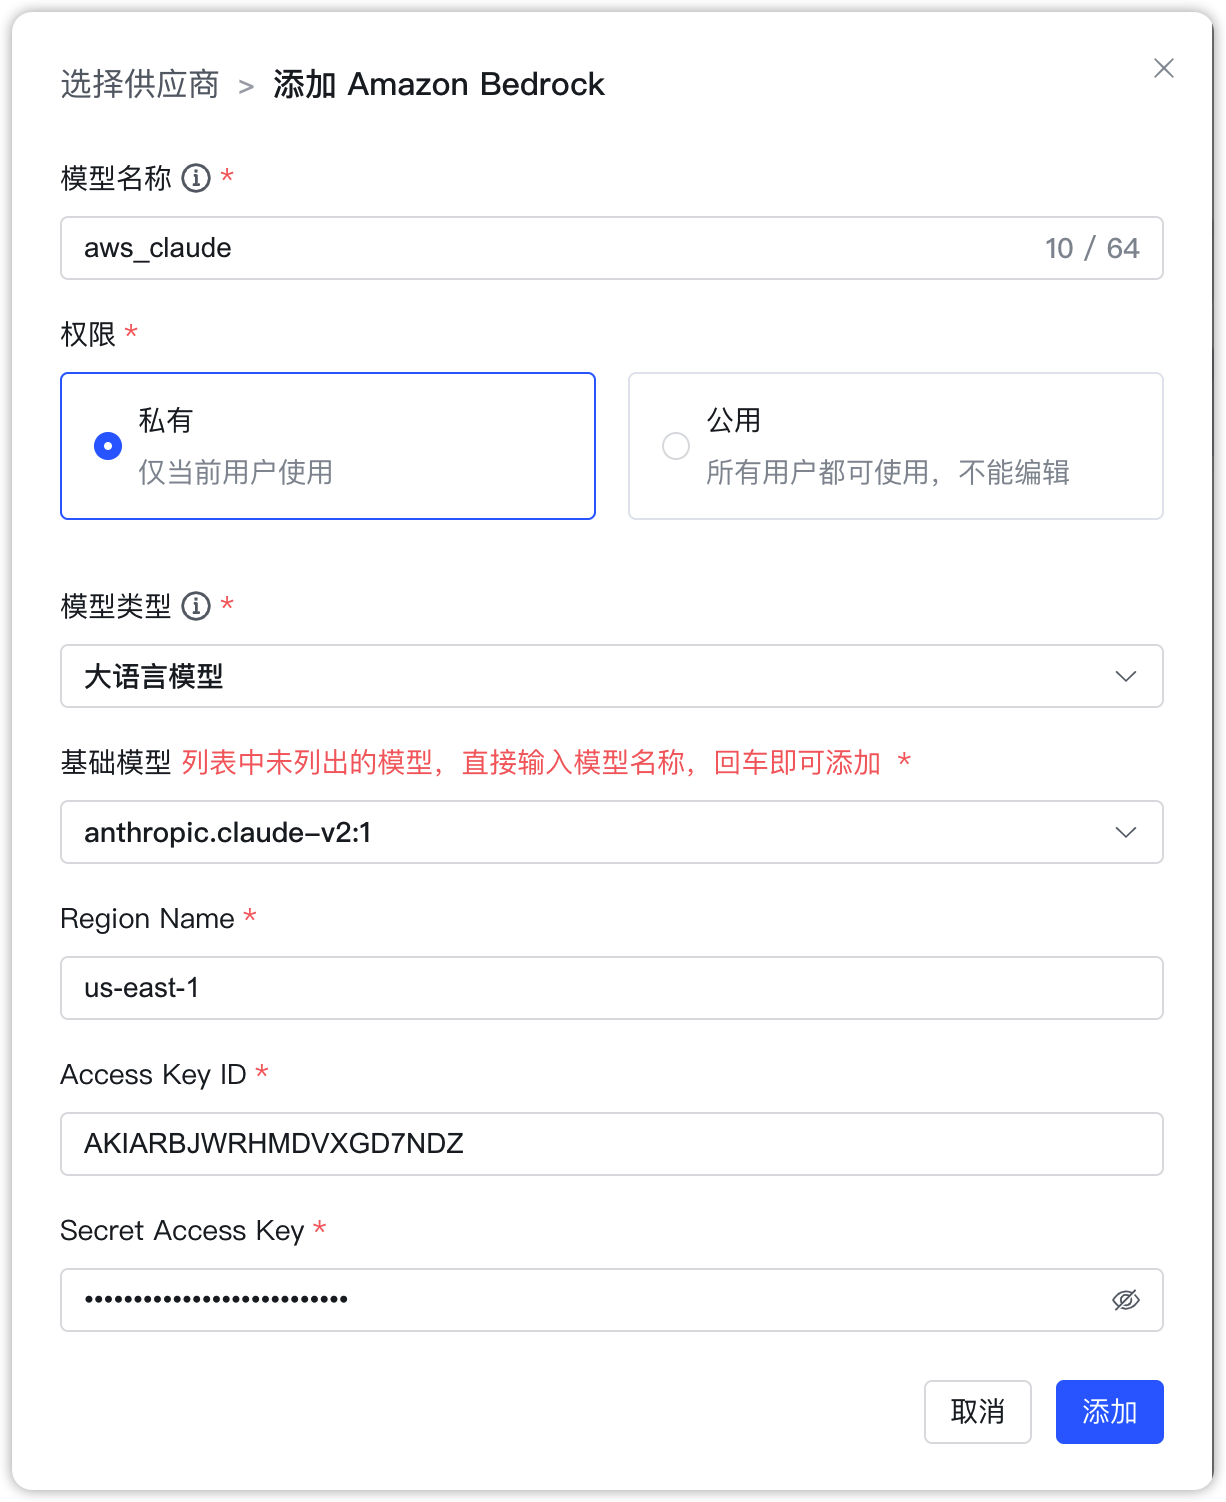 选择供应商 > 添加 Amazon Bedrock
模型名称 *
aws_claude 10 / 64
权限 *
私有
仅当前用户使用
公用
所有用户都可使用，不能编辑
模型类型 *
大语言模型
基础模型 列表中未列出的模型，直接输入模型名称，回车即可添加 *
anthropic.claude-v2:1
Region Name *
us-east-1
Access Key ID *
AKIARBJWRHMDVXGD7NDZ
Secret Access Key *
•••••••••••••••••••••••••••
取消 添加